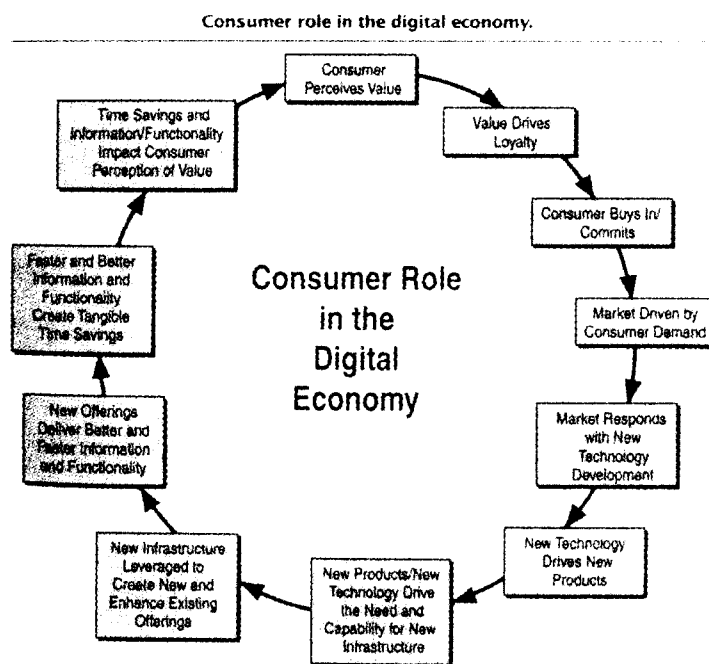 Consumer role in the digital economy.
Consumer
Perceives Value
Value Drives
Loyalty
Consumer Buys In/
Commits
Market Driven by
Consumer Demand
Market Responds
with New
Technology
Development
New Technology
Drives New
Products
New Products/New
Technology Drive
the Need and
Capability for New
Infrastructure
New Infrastructure
Leveraged to
Create New and
Enhance Existing
Offerings
New Offerings
Deliver Better and
Faster Information
and Functionality
Faster and Better
Information and
Functionality
Create Tangible
Time Savings
Time Savings and
Information/Functionality
Impact Consumer
Perception of Value
Consumer Role
in the
Digital
Economy